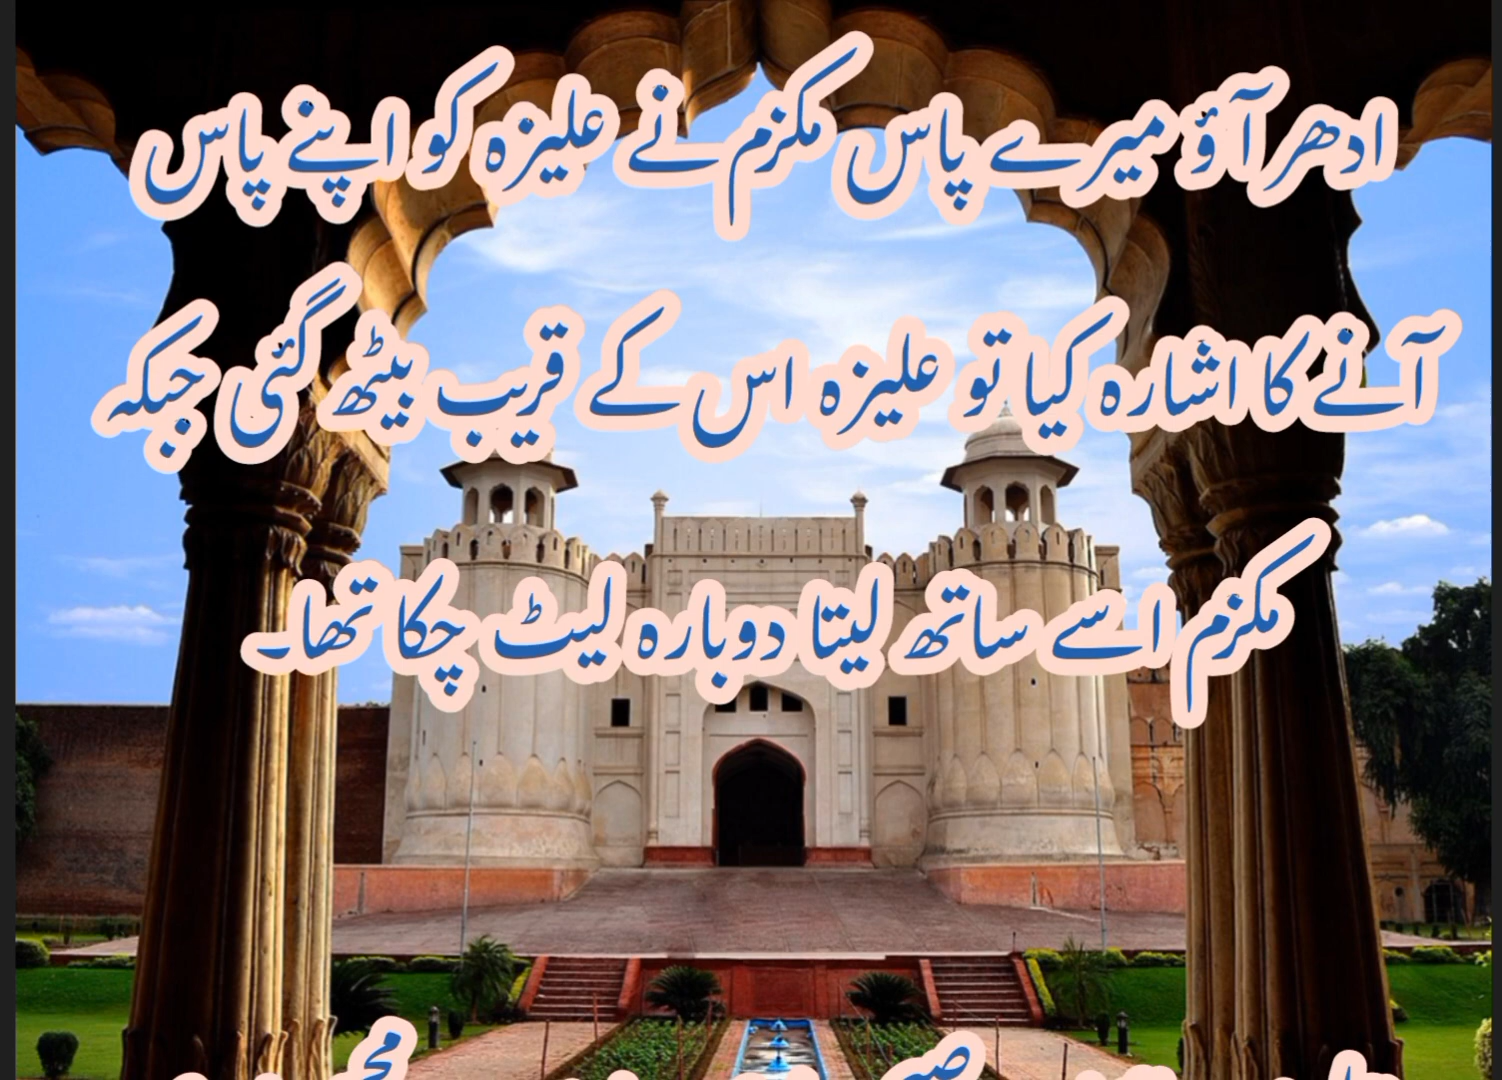 ادھر آؤ میرے پاس مکرم نے علیزہ کو اپنے پاس
آنے کا اشارہ کیا تو علیزہ اس کے قریب بیٹھ گئی جبکہ
مکرم اسے ساتھ لیتا دوبارہ لیٹ چکا تھا۔